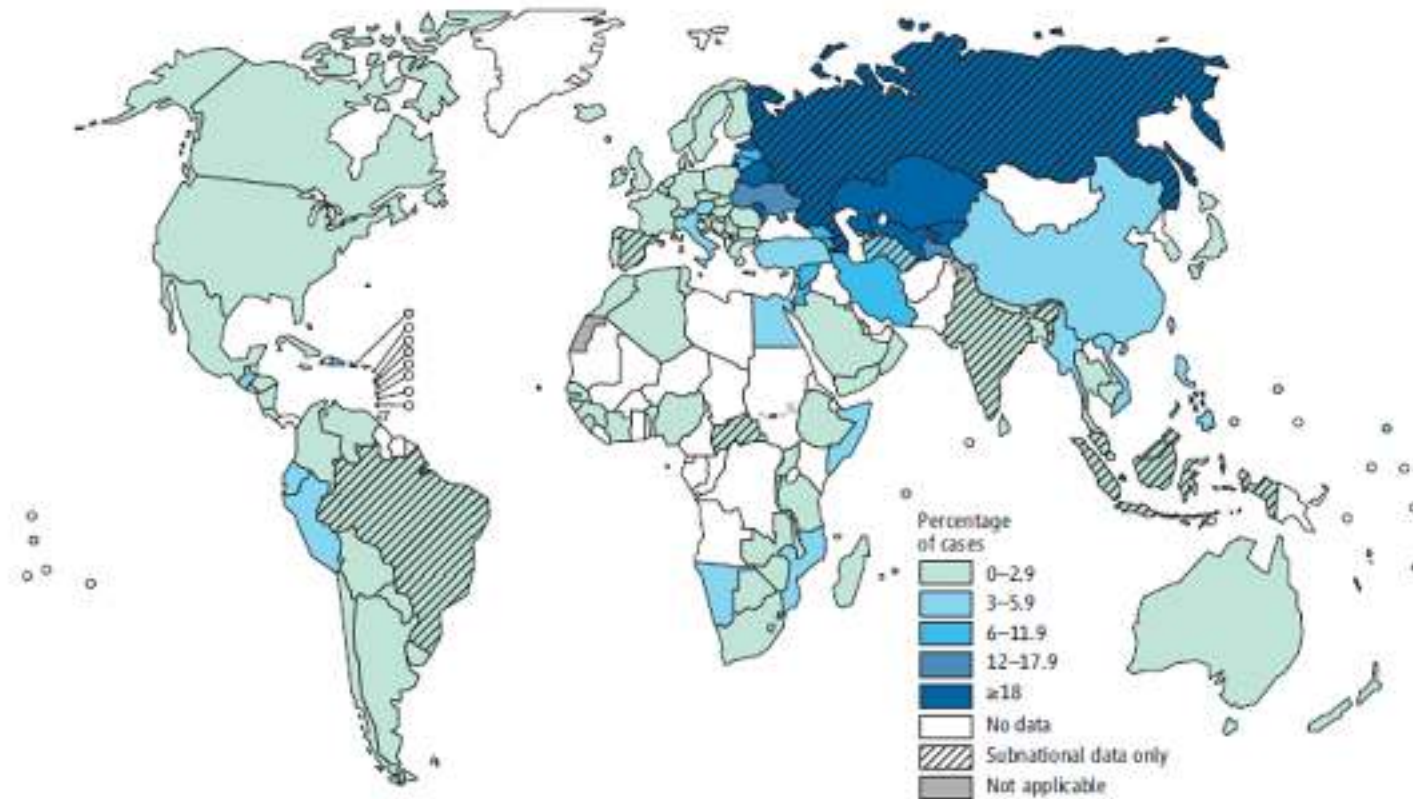 Percentage
of cases
0–2.9
3–5.9
6–11.9
12–17.9
≥18
No data
Subnational data only
Not applicable